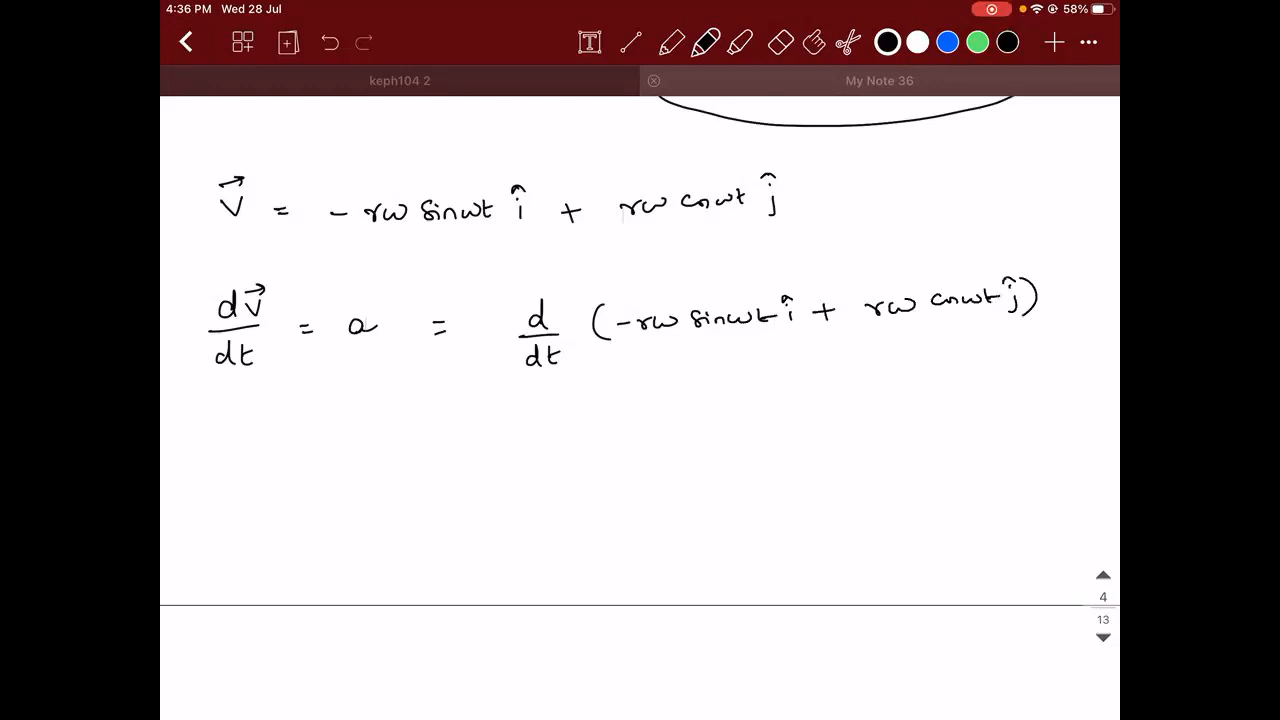 4:36 PM Wed 28 Jul 58%
keph104 2 My Note 36
V⃗ = - rω sinωt î + rω cosωt ĵ
dV⃗/dt = a = d/dt (-rω sinωt î + rω cosωt ĵ)
4
13